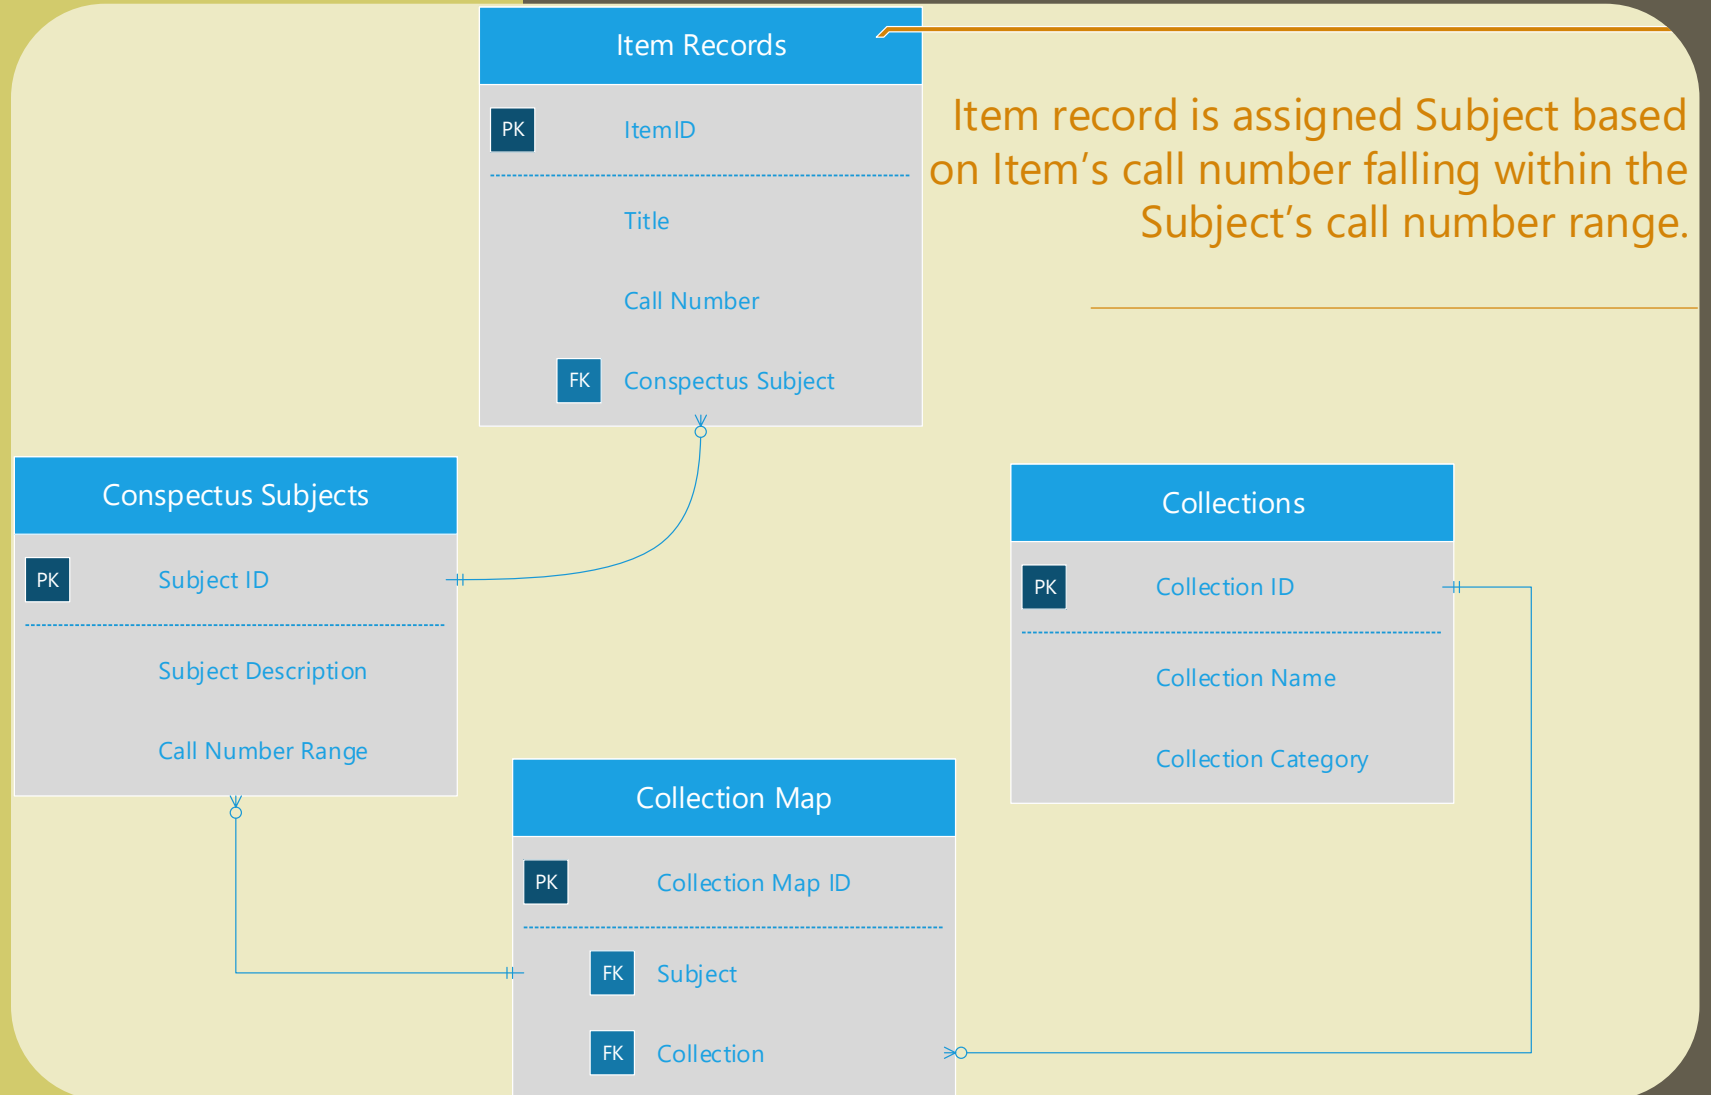 Item Records
PK ItemID
Title
Call Number
FK Conspectus Subject
Item record is assigned Subject based
on Item’s call number falling within the
Subject’s call number range.
Conspectus Subjects
PK Subject ID
Subject Description
Call Number Range
Collections
PK Collection ID
Collection Name
Collection Category
Collection Map
PK Collection Map ID
FK Subject
FK Collection